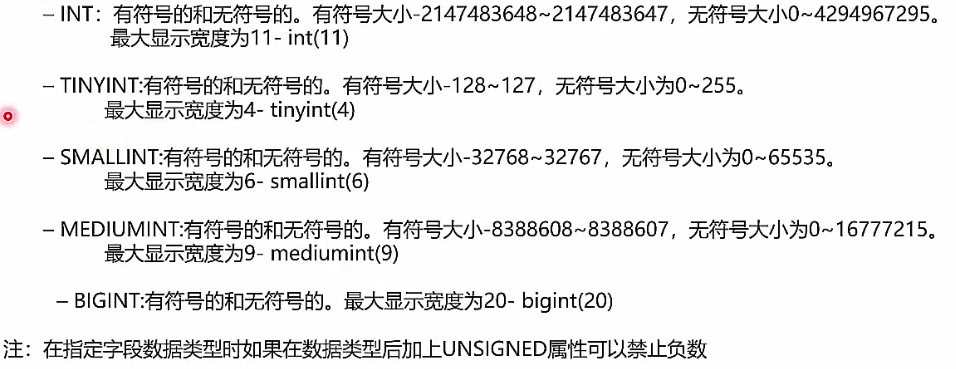 – INT：有符号的和无符号的。有符号大小-2147483648~2147483647，无符号大小0~4294967295。
最大显示宽度为11- int(11)
– TINYINT:有符号的和无符号的。有符号大小-128~127，无符号大小为0~255。
最大显示宽度为4- tinyint(4)
– SMALLINT:有符号的和无符号的。有符号大小-32768~32767，无符号大小为0~65535。
最大显示宽度为6- smallint(6)
– MEDIUMINT:有符号的和无符号的。有符号大小-8388608~8388607，无符号大小为0~16777215。
最大显示宽度为9- mediumint(9)
– BIGINT:有符号的和无符号的。最大显示宽度为20- bigint(20)
注：在指定字段数据类型时如果在数据类型后加上UNSIGNED属性可以禁止负数